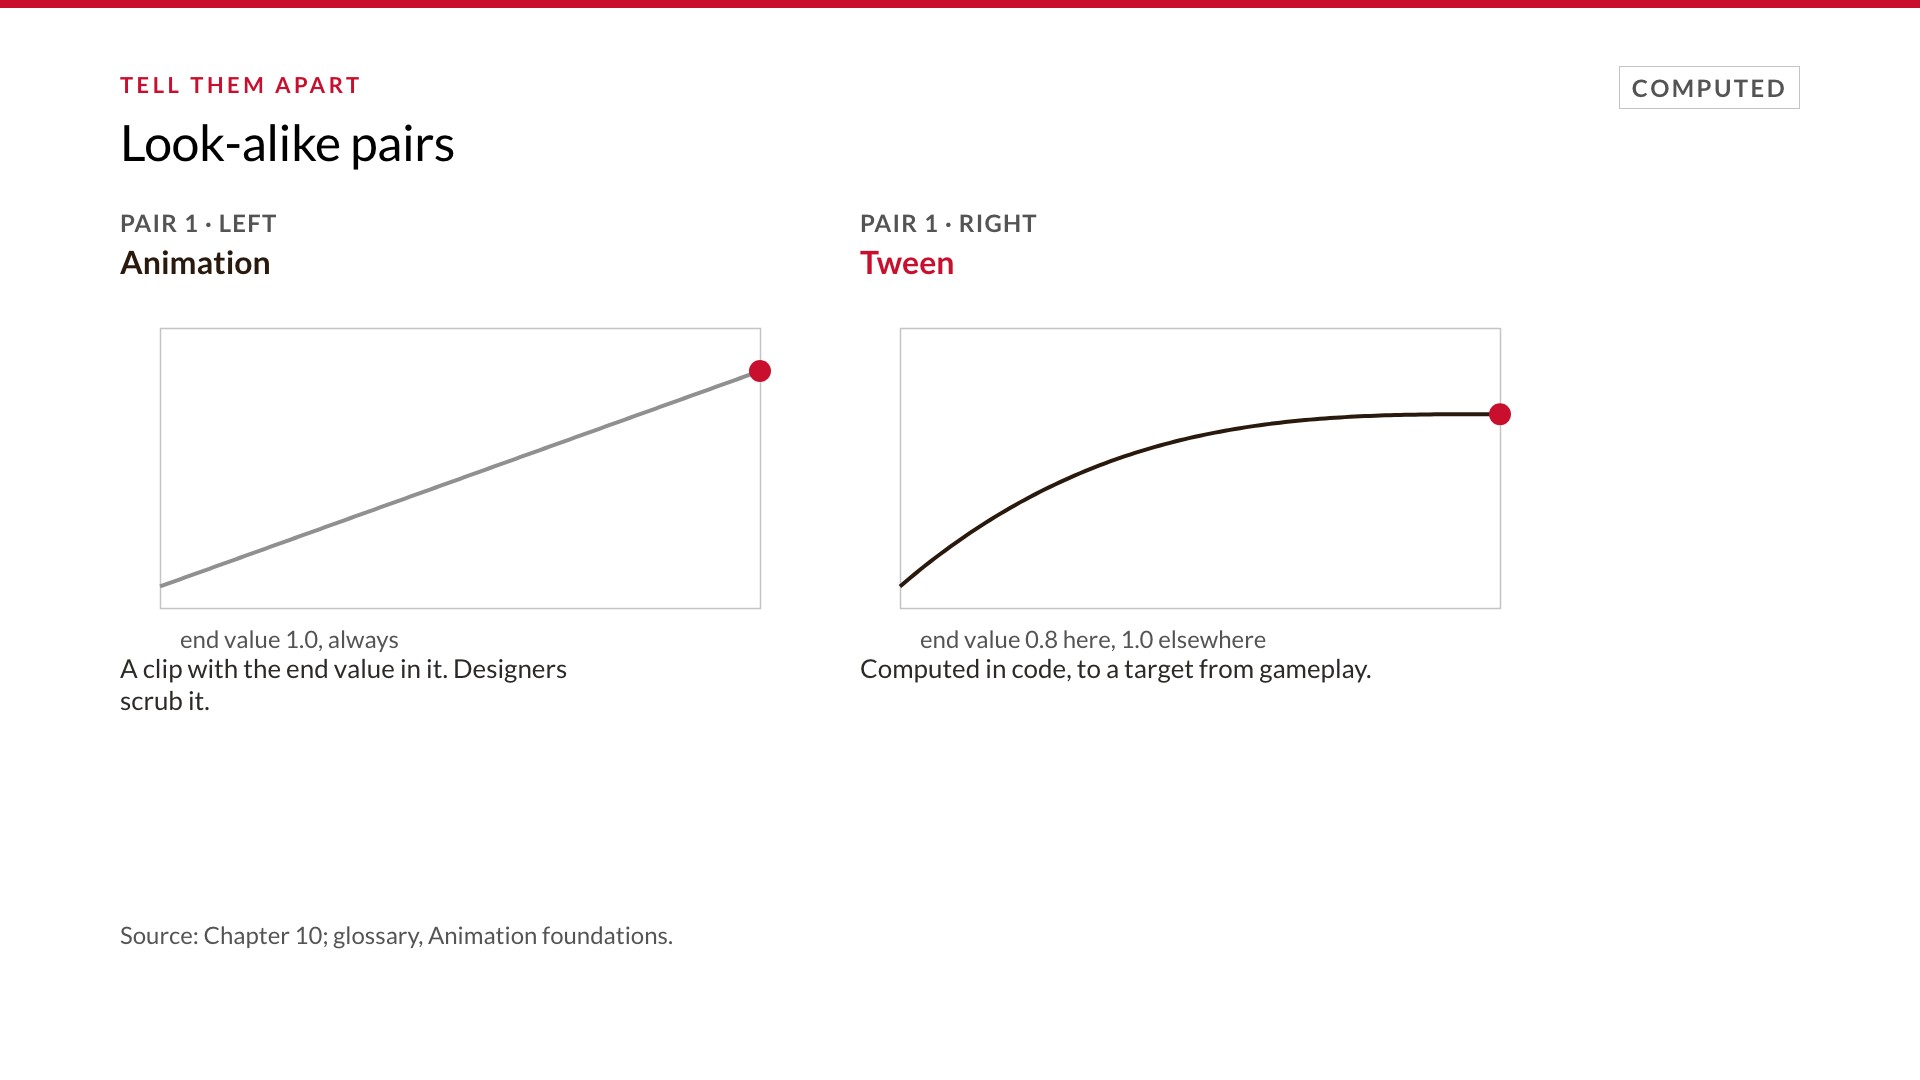 TELL THEM APART
COMPUTED
Look-alike pairs
PAIR 1 · LEFT
Animation
PAIR 1 · RIGHT
Tween
end value 1.0, always
A clip with the end value in it. Designers
scrub it.
end value 0.8 here, 1.0 elsewhere
Computed in code, to a target from gameplay.
Source: Chapter 10; glossary, Animation foundations.